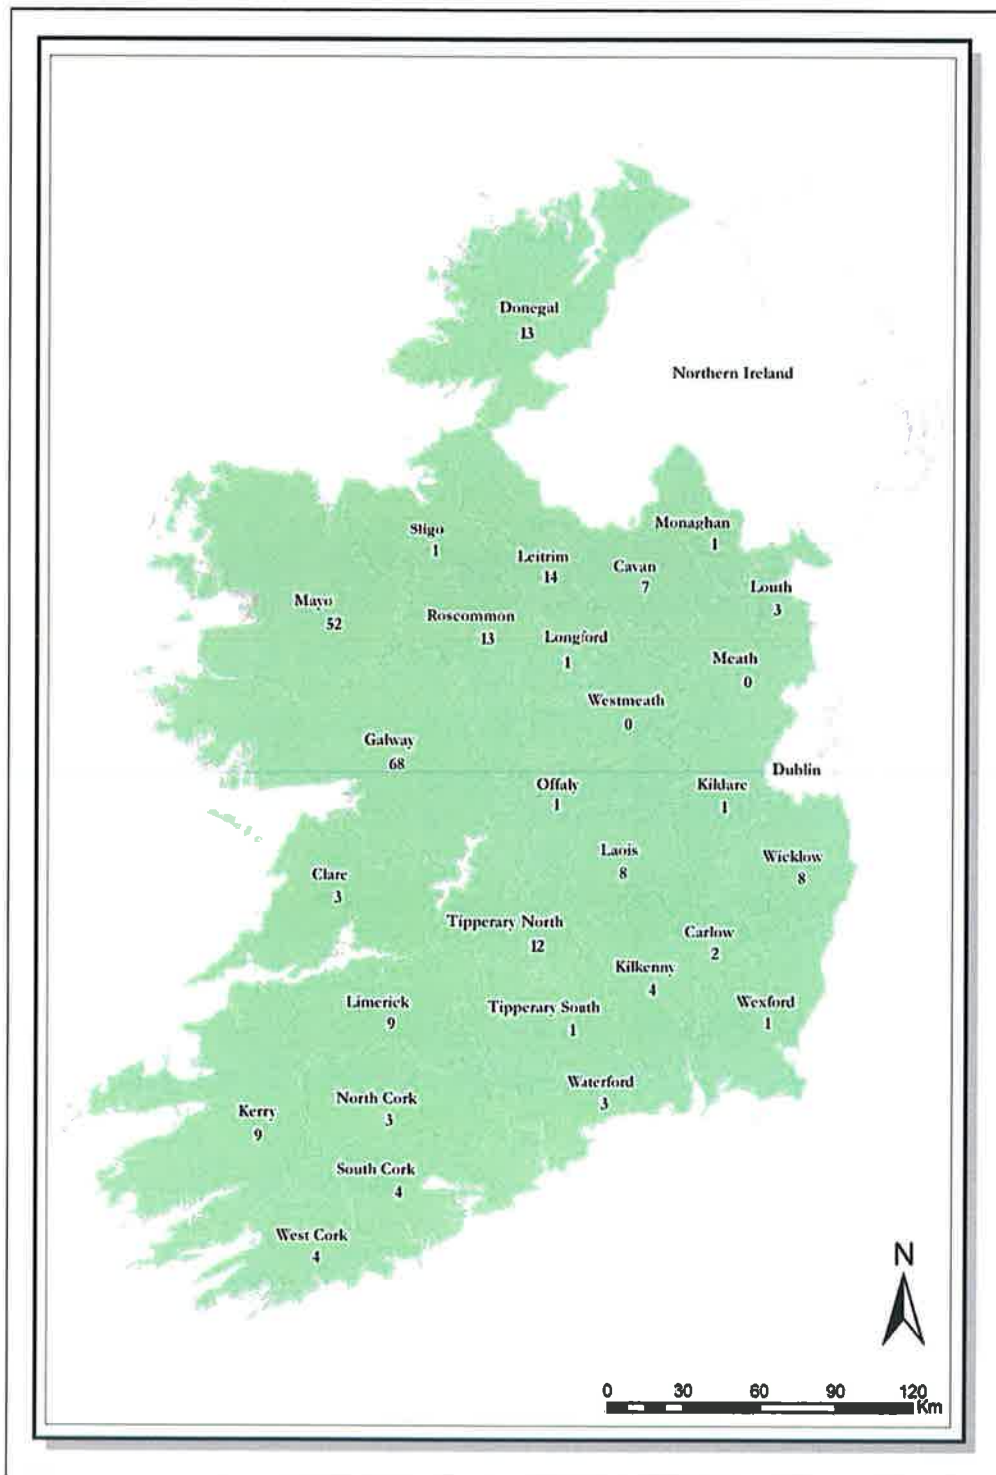 Donegal
13
Northern Ireland
Monaghan
1
Sligo
1
Leitrim
14
Cavan
7
Louth
3
Mayo
52
Roscommon
13
Longford
1
Meath
0
Westmeath
0
Galway
68
Dublin
Offaly
1
Kildare
1
Laois
8
Wicklow
8
Clare
3
Tipperary North
12
Carlow
2
Kilkenny
4
Limerick
9
Tipperary South
1
Wexford
1
Waterford
3
North Cork
3
Kerry
9
South Cork
4
West Cork
4
N
0 30 60 90 120
Km